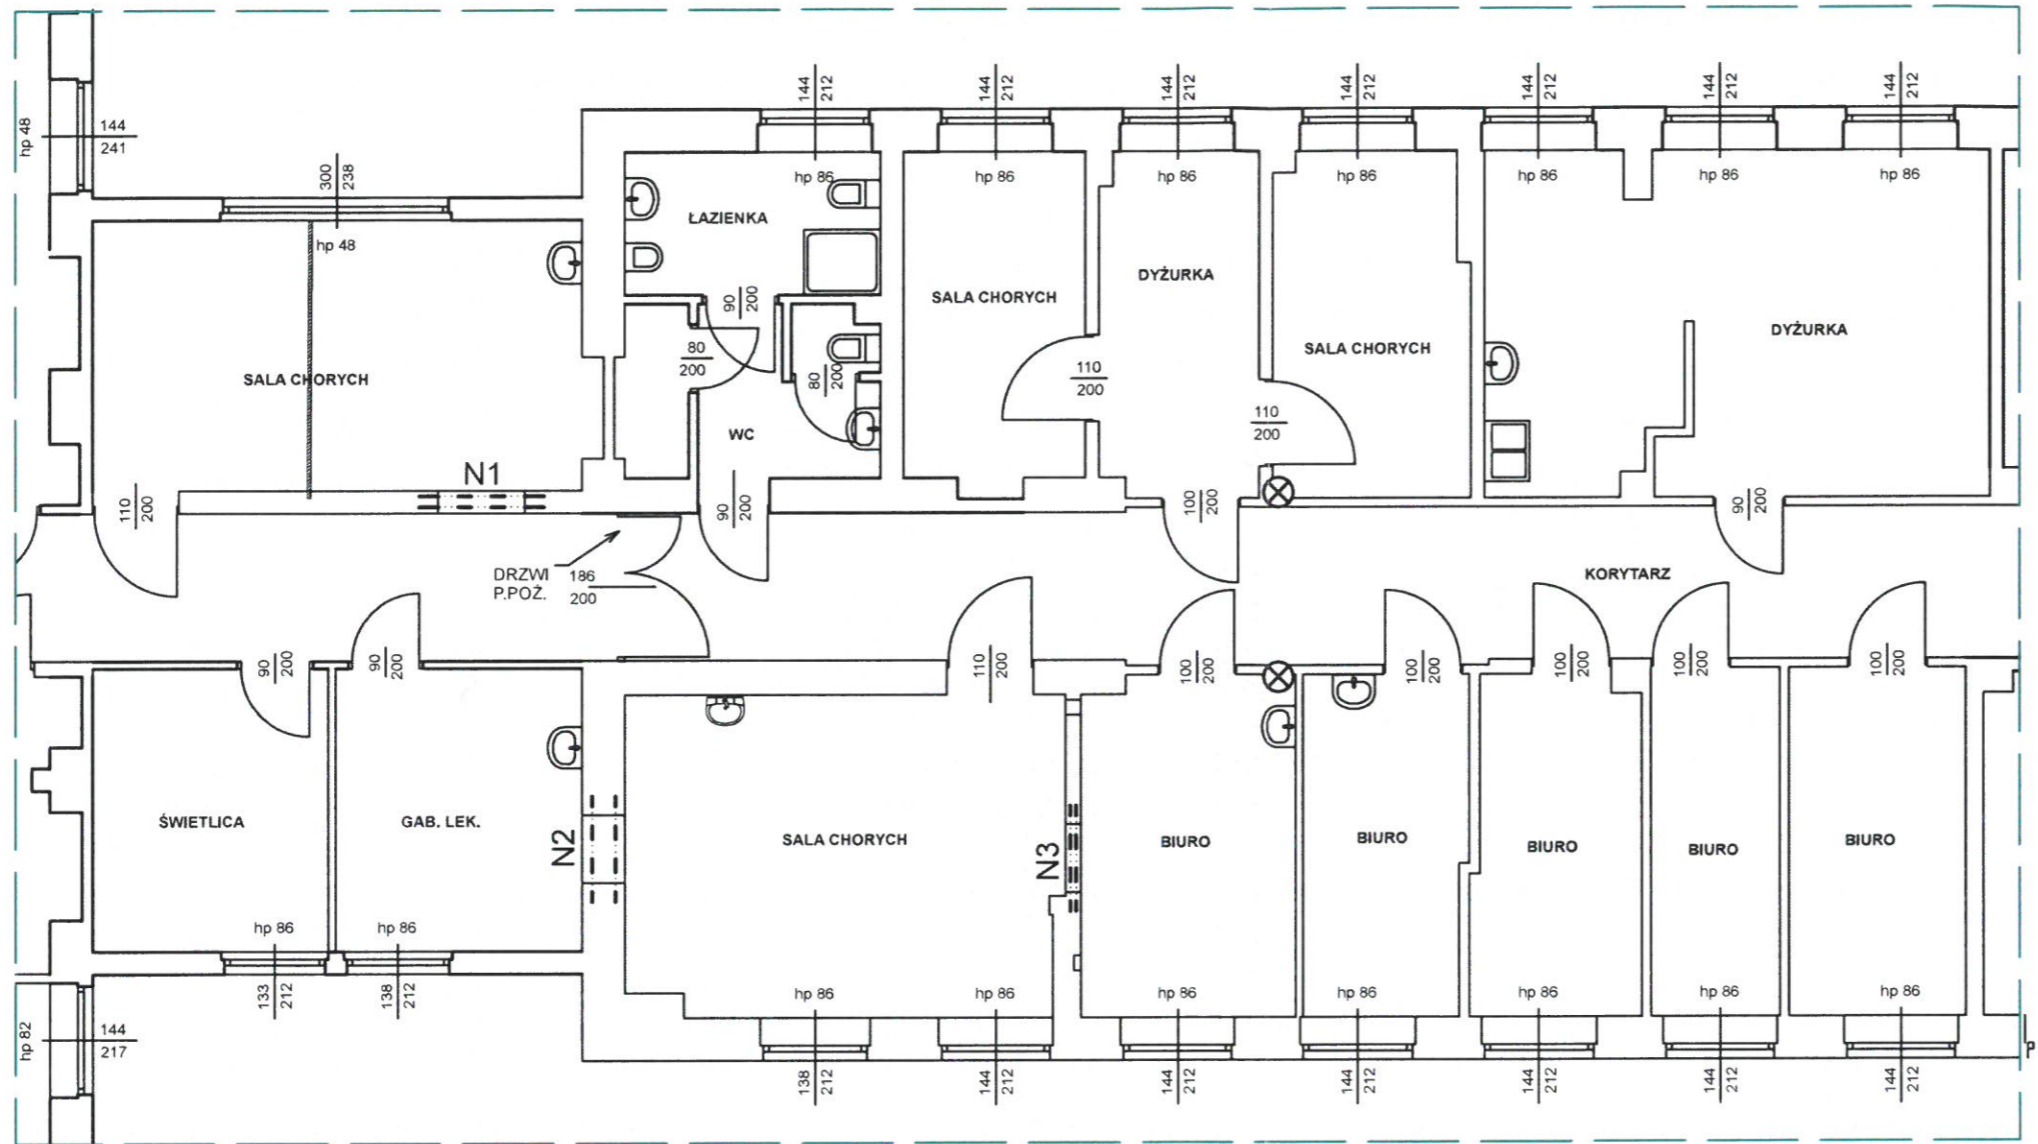 144
212
144
212
144
212
144
212
144
212
144
212
144
212
hp 48
144
241
300
238
hp 86
hp 86
hp 86
hp 86
hp 86
hp 86
hp 86
ŁAZIENKA
hp 48
DYŻURKA
SALA CHORYCH
90
200
DYŻURKA
SALA CHORYCH
80
200
80
200
SALA CHORYCH
110
200
110
200
WC
N1
110
200
90
200
100
200
90
200
DRZWI
P.POŻ.
186
200
KORYTARZ
90
200
90
200
110
200
100
200
100
200
100
200
100
200
100
200
ŚWIETLICA
GAB. LEK.
N2
SALA CHORYCH
N3
BIURO
BIURO
BIURO
BIURO
BIURO
hp 86
hp 86
hp 86
hp 86
hp 86
hp 86
hp 86
hp 86
hp 86
133
212
138
212
hp 82
144
217
138
212
144
212
144
212
144
212
144
212
144
212
144
212